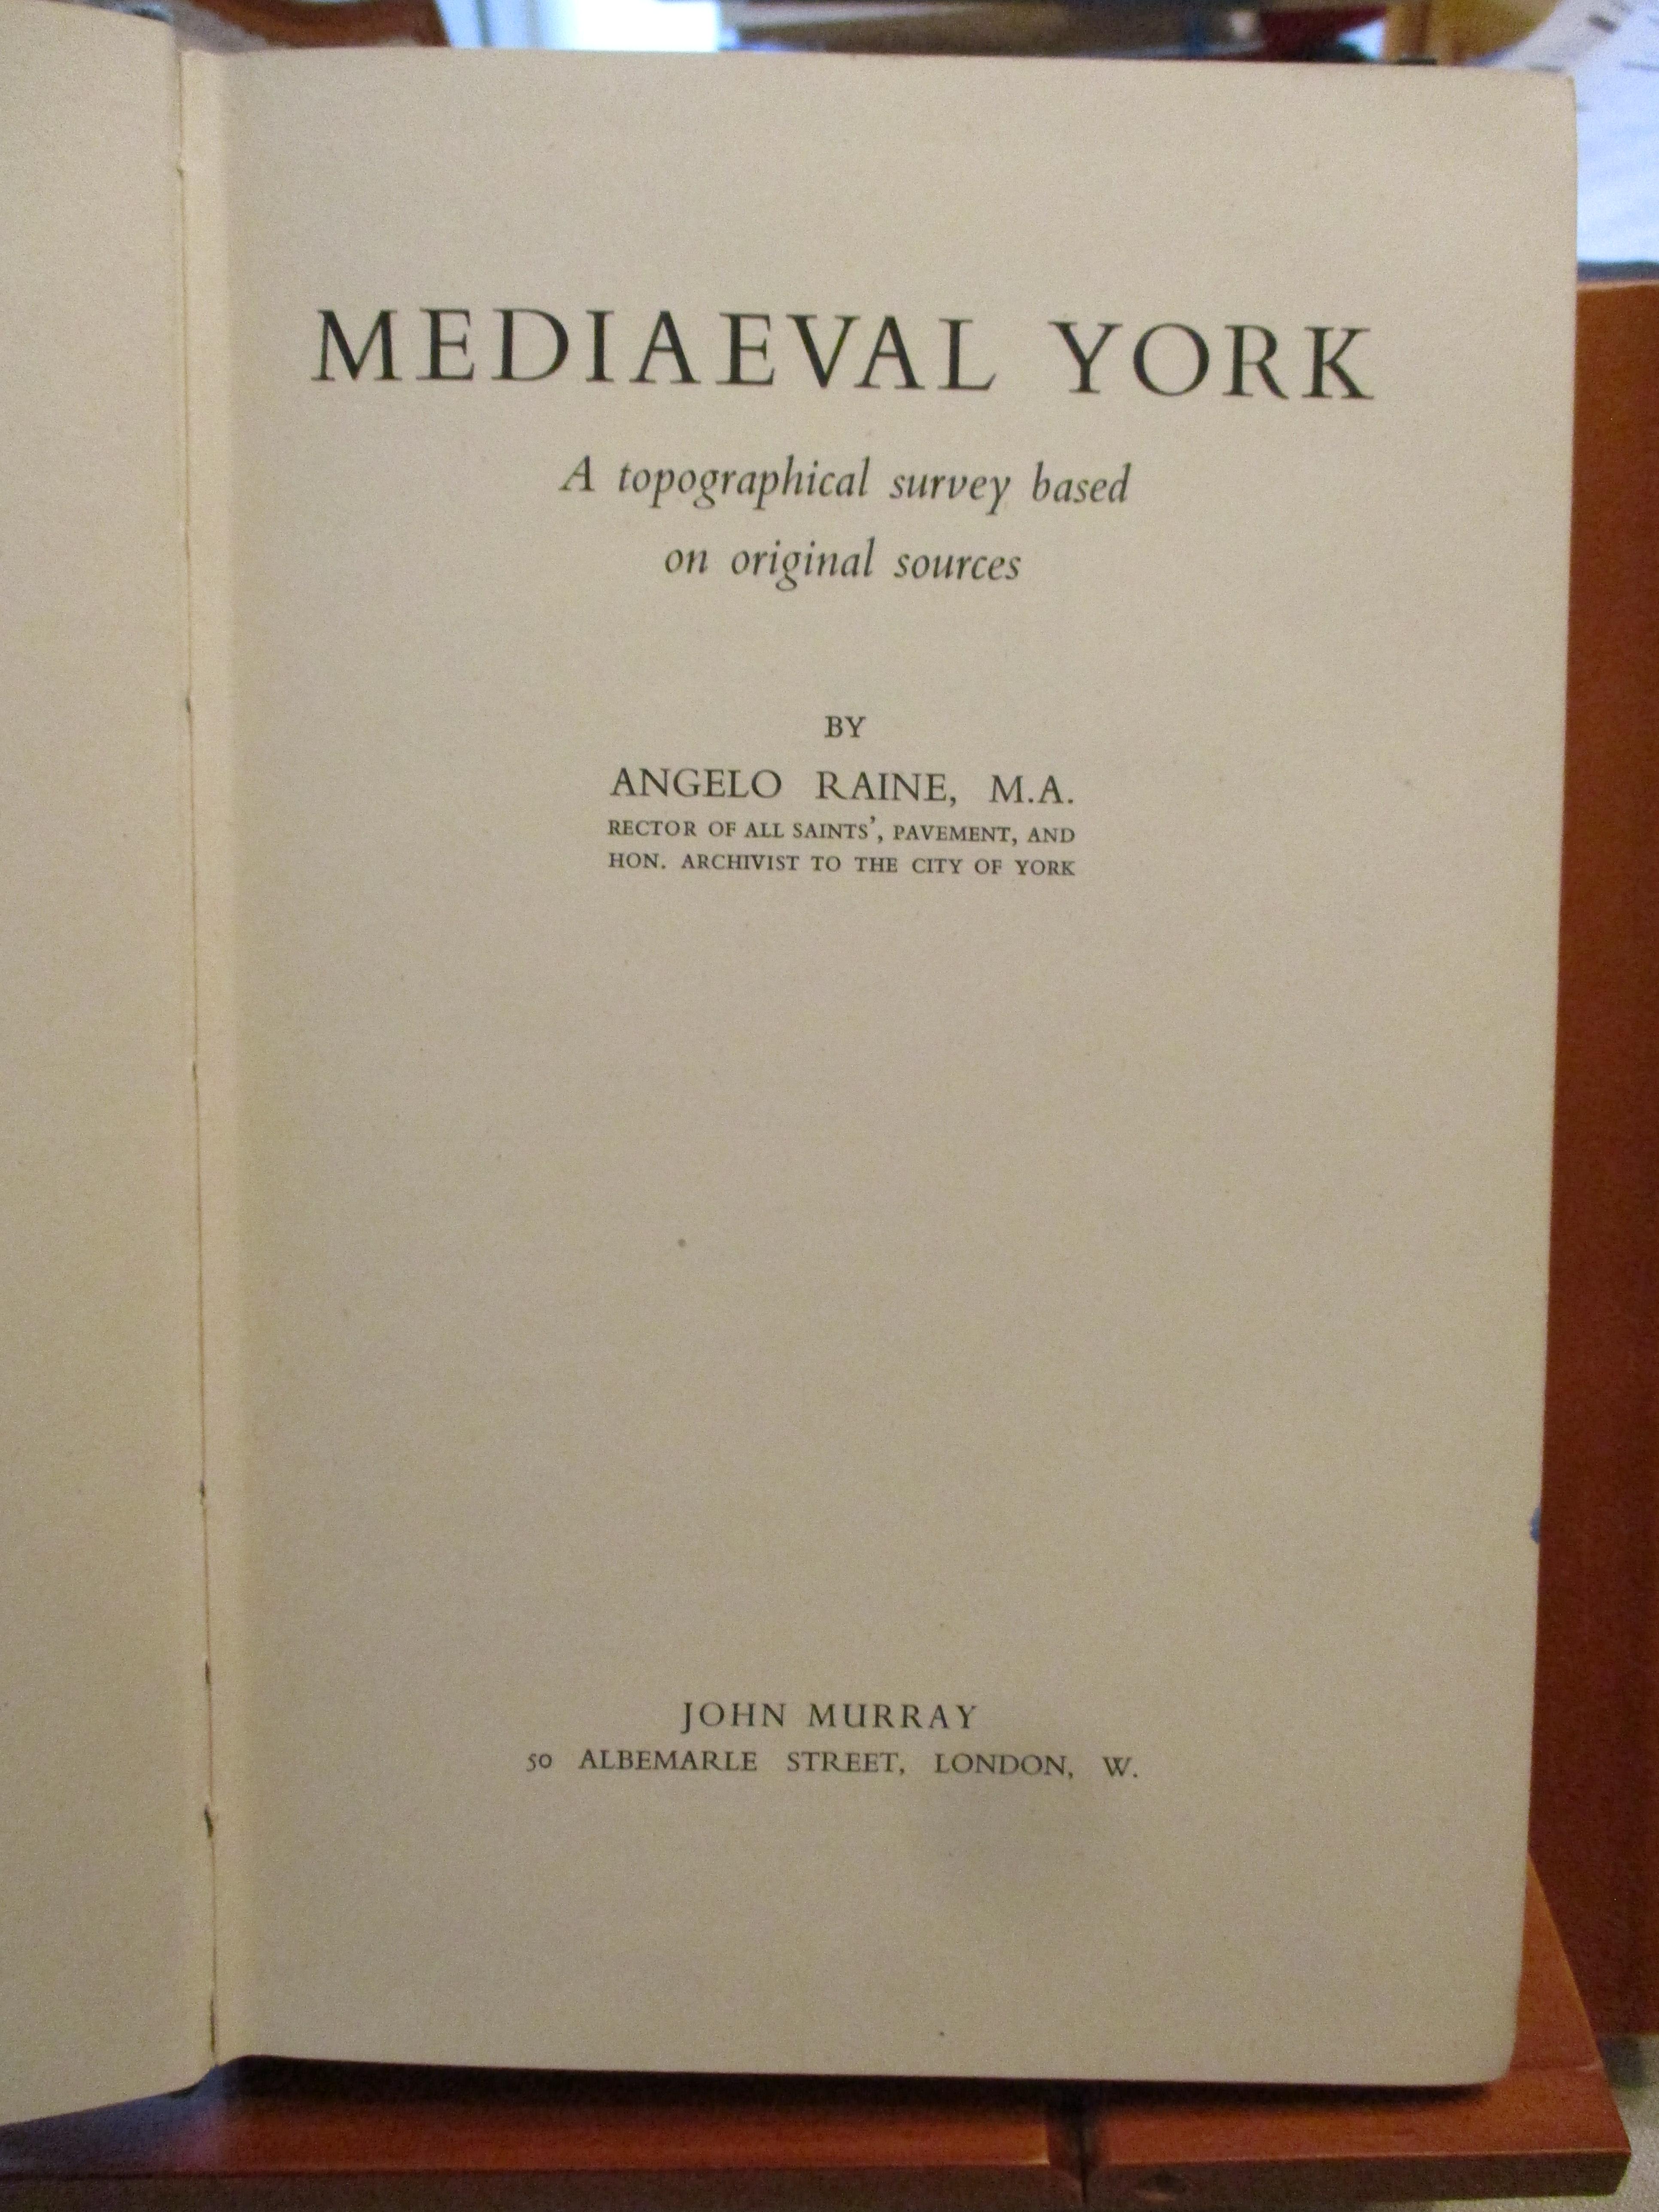 MEDIAEVAL YORK
A topographical survey based
on original sources
BY
ANGELO RAINE, M.A.
RECTOR OF ALL SAINTS', PAVEMENT, AND
HON. ARCHIVIST TO THE CITY OF YORK
JOHN MURRAY
50 ALBEMARLE STREET, LONDON, W.